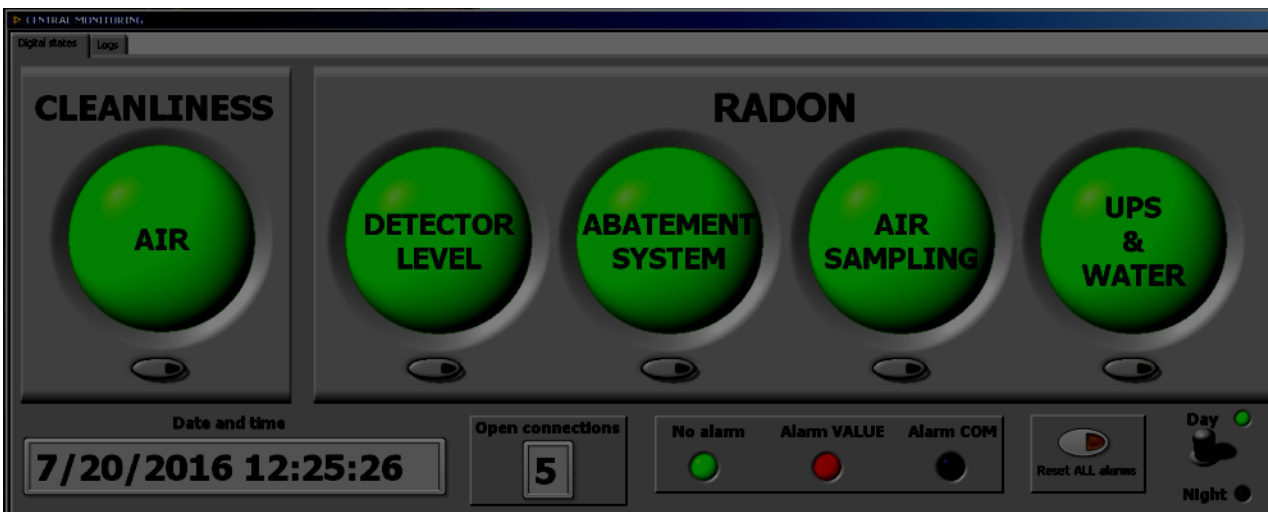 CENTRAL MONITORING
Digital states
Logs
CLEANLINESS
RADON
AIR
DETECTOR
LEVEL
ABATEMENT
SYSTEM
AIR
SAMPLING
UPS
&
WATER
Date and time
7/20/2016 12:25:26
Open connections
5
No alarm
Alarm VALUE
Alarm COM
Reset ALL alarms
Day
Night